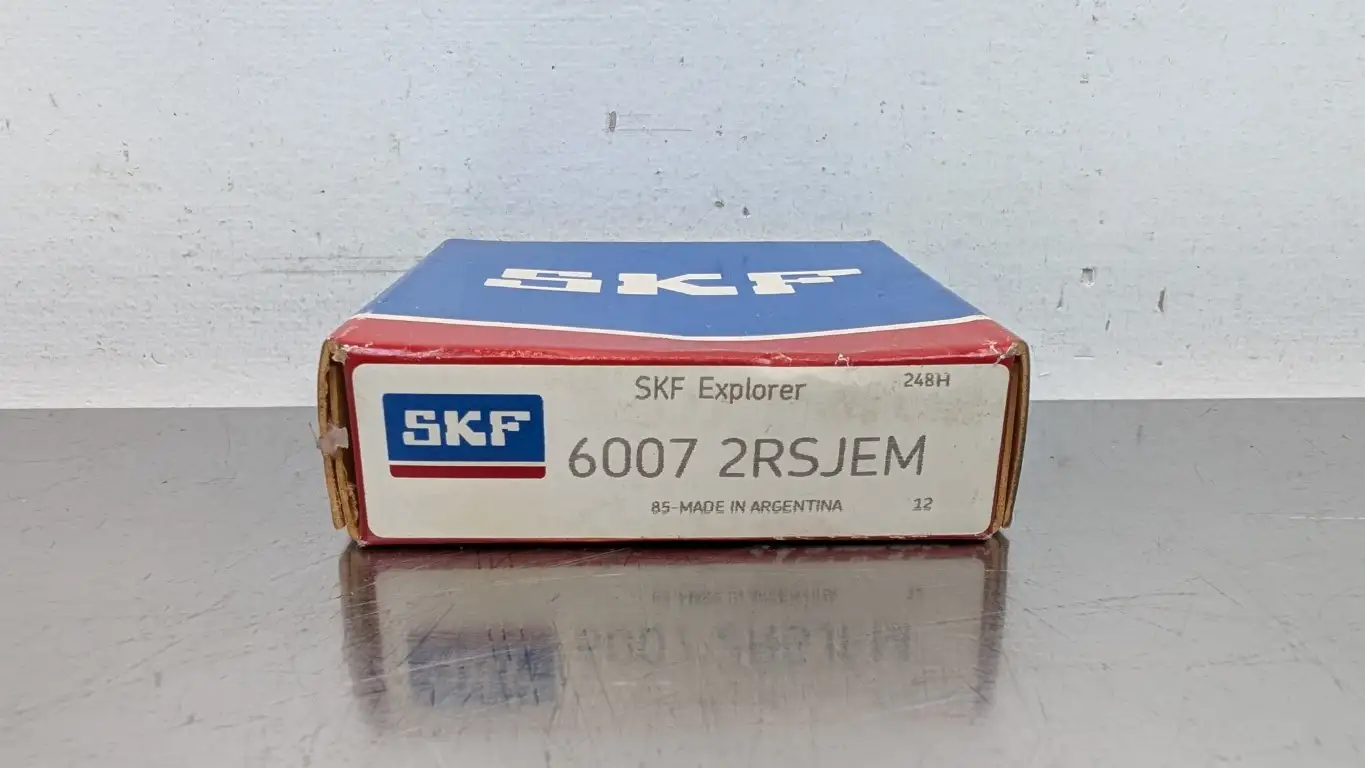 SKF
SKF Explorer 248H
SKF
6007 2RSJEM
85-MADE IN ARGENTINA 12